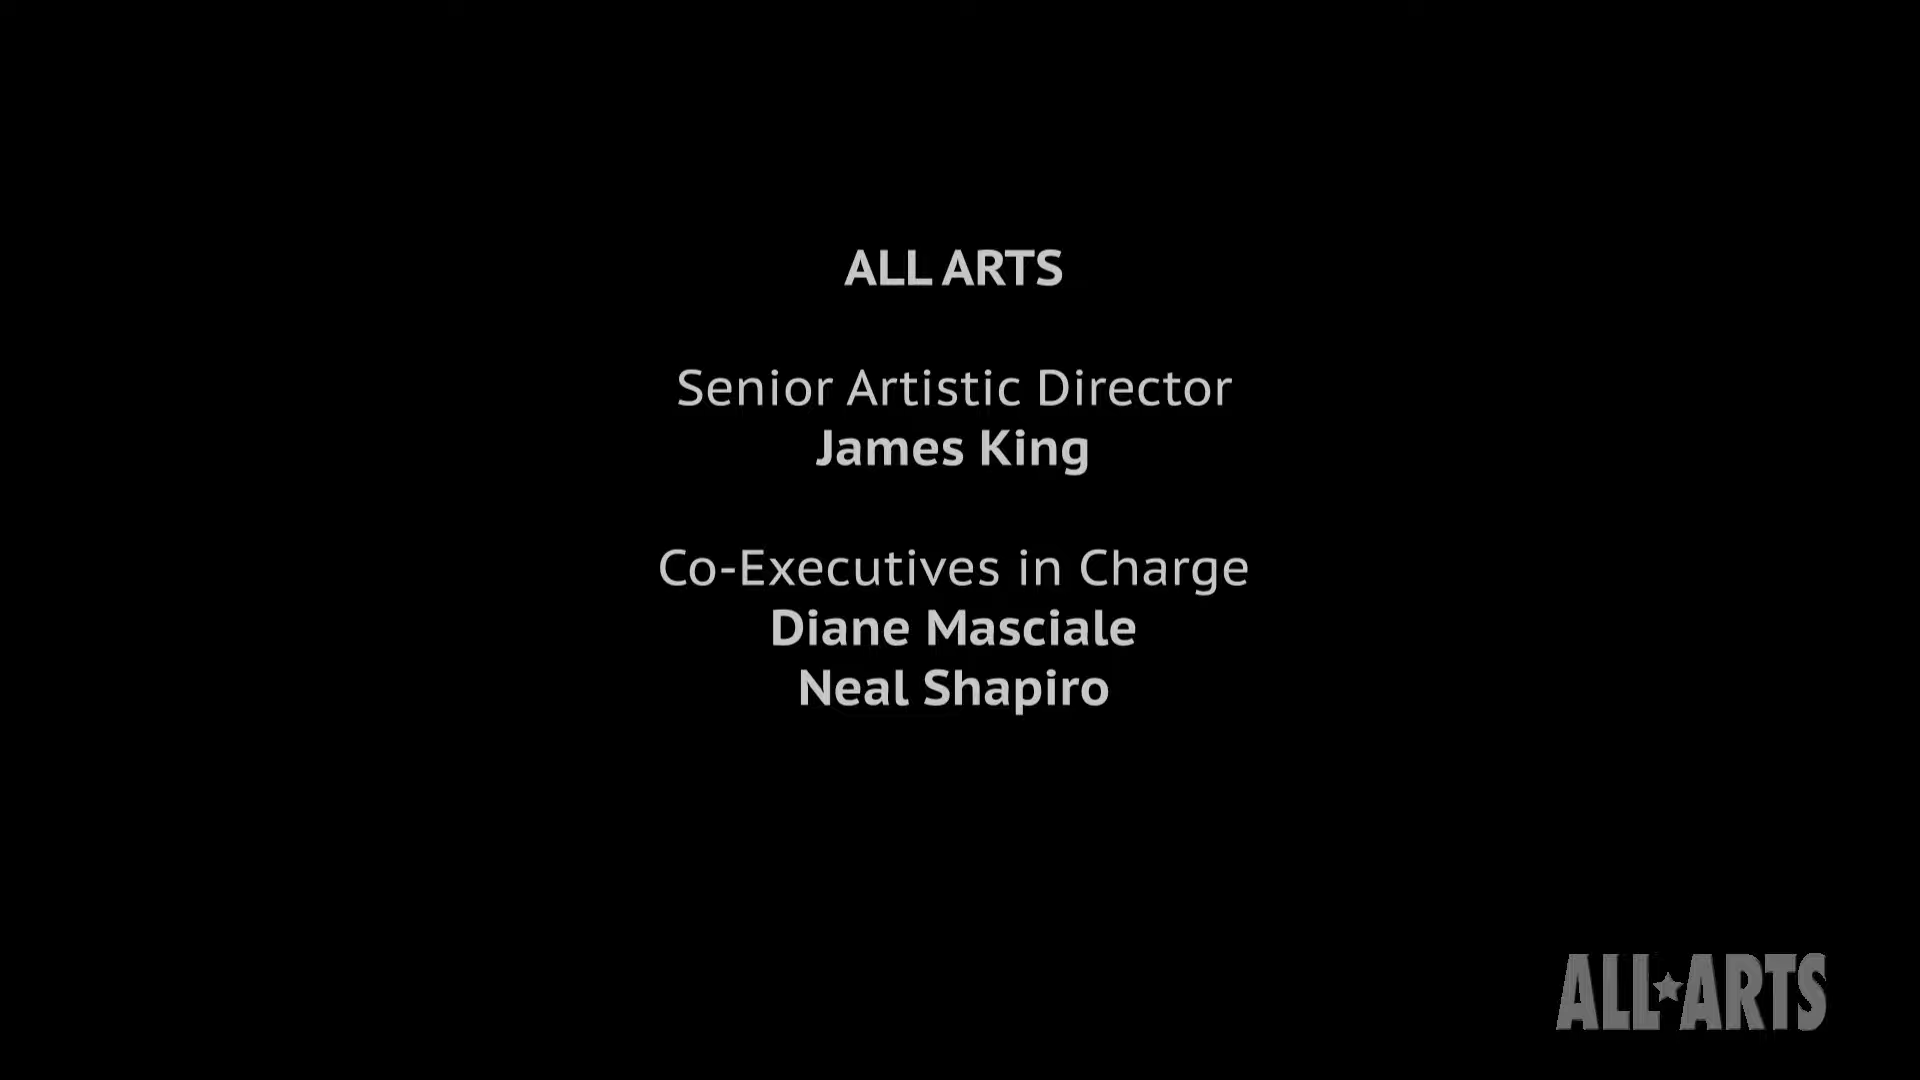 ALL ARTS
Senior Artistic Director
James King
Co-Executives in Charge
Diane Masciale
Neal Shapiro
ALL★ARTS